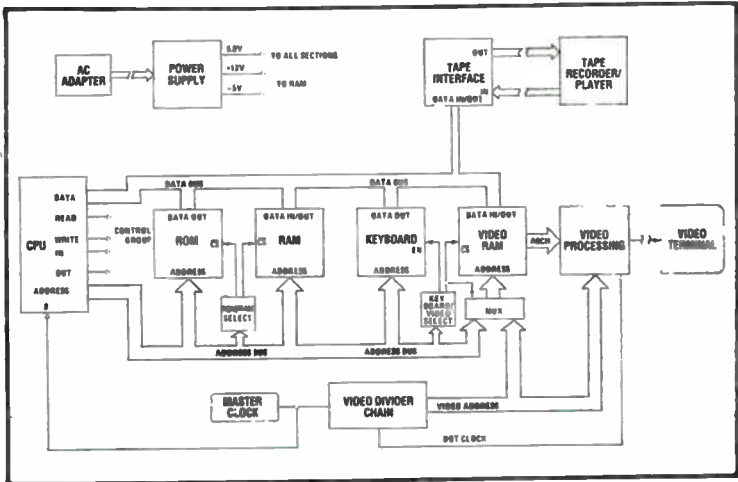 AC
ADAPTER
POWER
SUPPLY
5.0V
+12V
-5V
TO ALL SECTIONS
TO RAM
TAPE
INTERFACE
OUT
IN
DATA IN/OUT
TAPE
RECORDER/
PLAYER
CPU
DATA
READ
WRITE
IN
OUT
ADDRESS
CONTROL
GROUP
DATA BUS
DATA BUS
DATA OUT
ROM
CS
ADDRESS
DATA IN/OUT
RAM
CS
ADDRESS
DATA OUT
KEYBOARD
EN
ADDRESS
DATA IN/OUT
VIDEO
RAM
CS
ADDRESS
ASCII
VIDEO
PROCESSING
VIDEO
TERMINAL
SELECT
KEY
BOARD/
VIDEO
SELECT
MUX
ADDRESS BUS
ADDRESS BUS
MASTER
CLOCK
VIDEO DIVIDER
CHAIN
VIDEO ADDRESS
DOT CLOCK